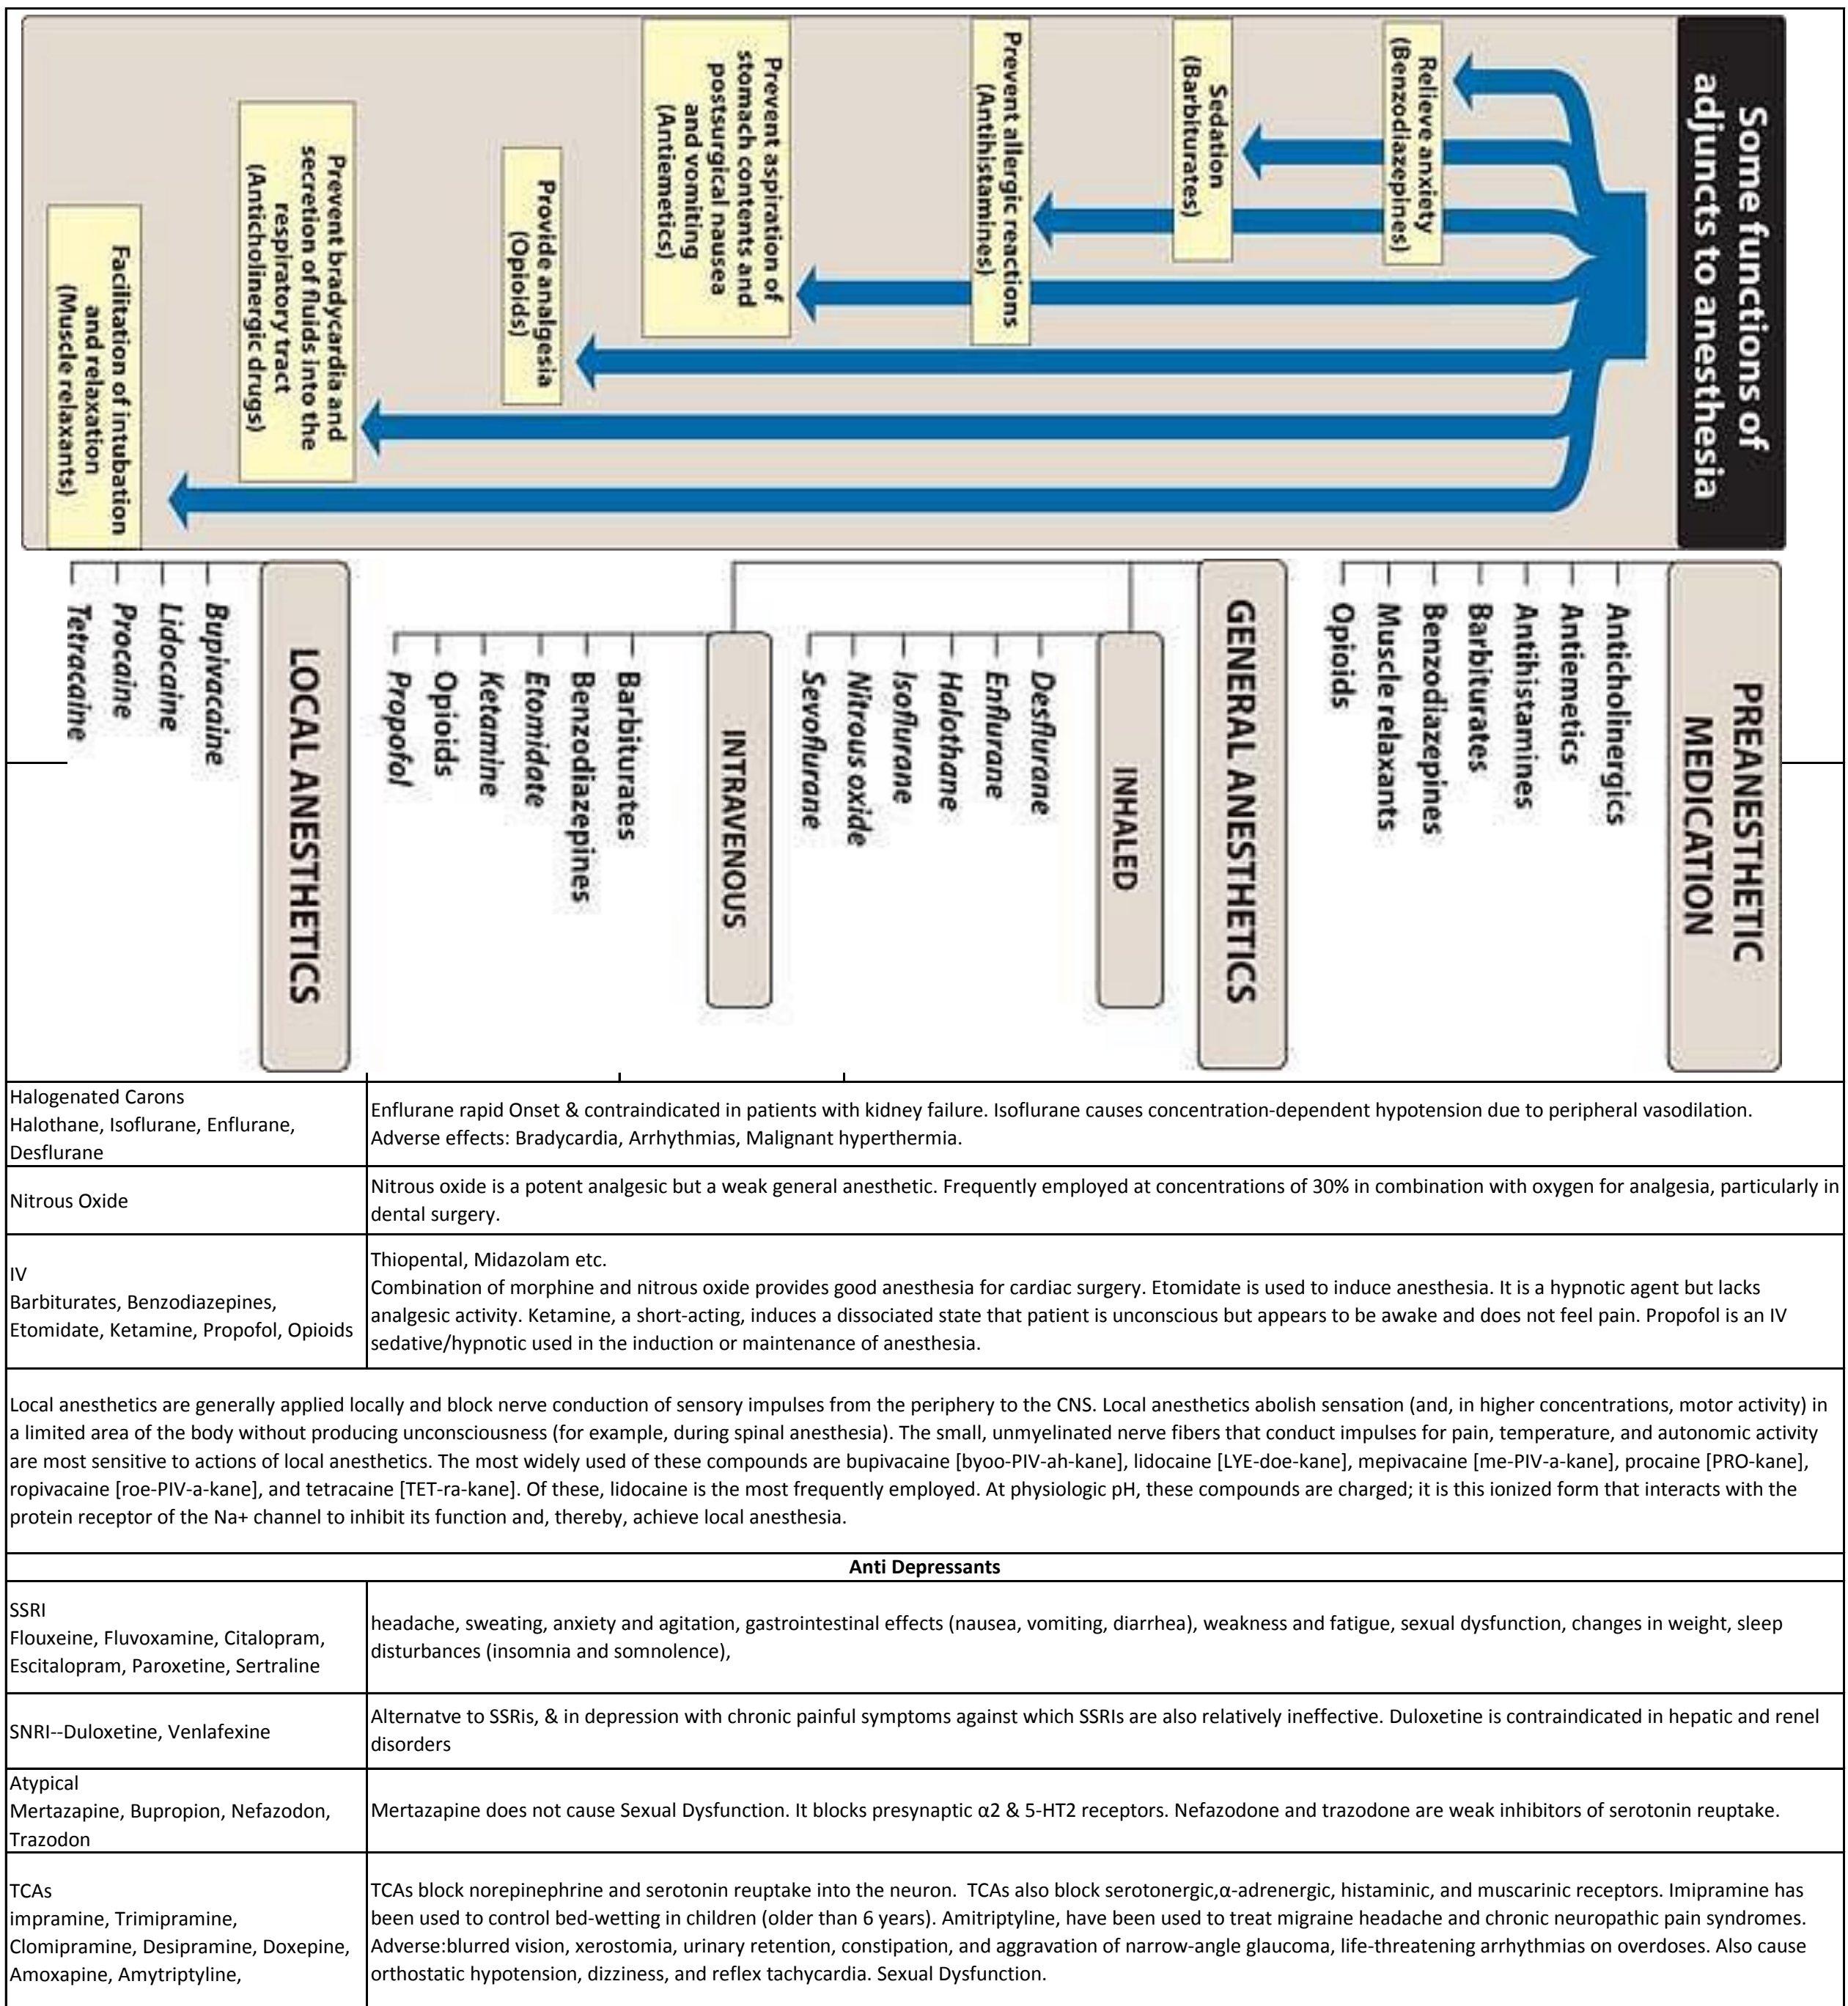 Some functions of
adjuncts to anesthesia
Relieve anxiety
(Benzodiazepines)
Sedation
(Barbiturates)
Prevent allergic reactions
(Antihistamines)
Prevent aspiration of
stomach contents and
postsurgical nausea
and vomiting
(Antiemetics)
Provide analgesia
(Opioids)
Prevent bradycardia and
secretion of fluids into the
respiratory tract
(Anticholinergic drugs)
Facilitation of intubation
and relaxation
(Muscle relaxants)
PREANESTHETIC
MEDICATION
Anticholinergics
Antiemetics
Antihistamines
Barbiturates
Benzodiazepines
Muscle relaxants
Opioids
GENERAL ANESTHETICS
INHALED
Desflurane
Enflurane
Halothane
Isoflurane
Nitrous oxide
Sevoflurane
INTRAVENOUS
Barbiturates
Benzodiazepines
Etomidate
Ketamine
Opioids
Propofol
LOCAL ANESTHETICS
Bupivacaine
Lidocaine
Procaine
Tetracaine
Halogenated Carons
Halothane, Isoflurane, Enflurane,
Desflurane
Enflurane rapid Onset & contraindicated in patients with kidney failure. Isoflurane causes concentration-dependent hypotension due to peripheral vasodilation.
Adverse effects: Bradycardia, Arrhythmias, Malignant hyperthermia.
Nitrous Oxide
Nitrous oxide is a potent analgesic but a weak general anesthetic. Frequently employed at concentrations of 30% in combination with oxygen for analgesia, particularly in
dental surgery.
IV
Barbiturates, Benzodiazepines,
Etomidate, Ketamine, Propofol, Opioids
Thiopental, Midazolam etc.
Combination of morphine and nitrous oxide provides good anesthesia for cardiac surgery. Etomidate is used to induce anesthesia. It is a hypnotic agent but lacks
analgesic activity. Ketamine, a short-acting, induces a dissociated state that patient is unconscious but appears to be awake and does not feel pain. Propofol is an IV
sedative/hypnotic used in the induction or maintenance of anesthesia.
Local anesthetics are generally applied locally and block nerve conduction of sensory impulses from the periphery to the CNS. Local anesthetics abolish sensation (and, in higher concentrations, motor activity) in
a limited area of the body without producing unconsciousness (for example, during spinal anesthesia). The small, unmyelinated nerve fibers that conduct impulses for pain, temperature, and autonomic activity
are most sensitive to actions of local anesthetics. The most widely used of these compounds are bupivacaine [byoo-PIV-ah-kane], lidocaine [LYE-doe-kane], mepivacaine [me-PIV-a-kane], procaine [PRO-kane],
ropivacaine [roe-PIV-a-kane], and tetracaine [TET-ra-kane]. Of these, lidocaine is the most frequently employed. At physiologic pH, these compounds are charged; it is this ionized form that interacts with the
protein receptor of the Na+ channel to inhibit its function and, thereby, achieve local anesthesia.
Anti Depressants
SSRI
Flouxeine, Fluvoxamine, Citalopram,
Escitalopram, Paroxetine, Sertraline
headache, sweating, anxiety and agitation, gastrointestinal effects (nausea, vomiting, diarrhea), weakness and fatigue, sexual dysfunction, changes in weight, sleep
disturbances (insomnia and somnolence),
SNRI--Duloxetine, Venlafexine
Alternatve to SSRis, & in depression with chronic painful symptoms against which SSRIs are also relatively ineffective. Duloxetine is contraindicated in hepatic and renel
disorders
Atypical
Mertazapine, Bupropion, Nefazodon,
Trazodon
Mertazapine does not cause Sexual Dysfunction. It blocks presynaptic α2 & 5-HT2 receptors. Nefazodone and trazodone are weak inhibitors of serotonin reuptake.
TCAs
impramine, Trimipramine,
Clomipramine, Desipramine, Doxepine,
Amoxapine, Amytriptyline,
TCAs block norepinephrine and serotonin reuptake into the neuron.  TCAs also block serotonergic,α-adrenergic, histaminic, and muscarinic receptors. Imipramine has
been used to control bed-wetting in children (older than 6 years). Amitriptyline, have been used to treat migraine headache and chronic neuropathic pain syndromes.
Adverse:blurred vision, xerostomia, urinary retention, constipation, and aggravation of narrow-angle glaucoma, life-threatening arrhythmias on overdoses. Also cause
orthostatic hypotension, dizziness, and reflex tachycardia. Sexual Dysfunction.